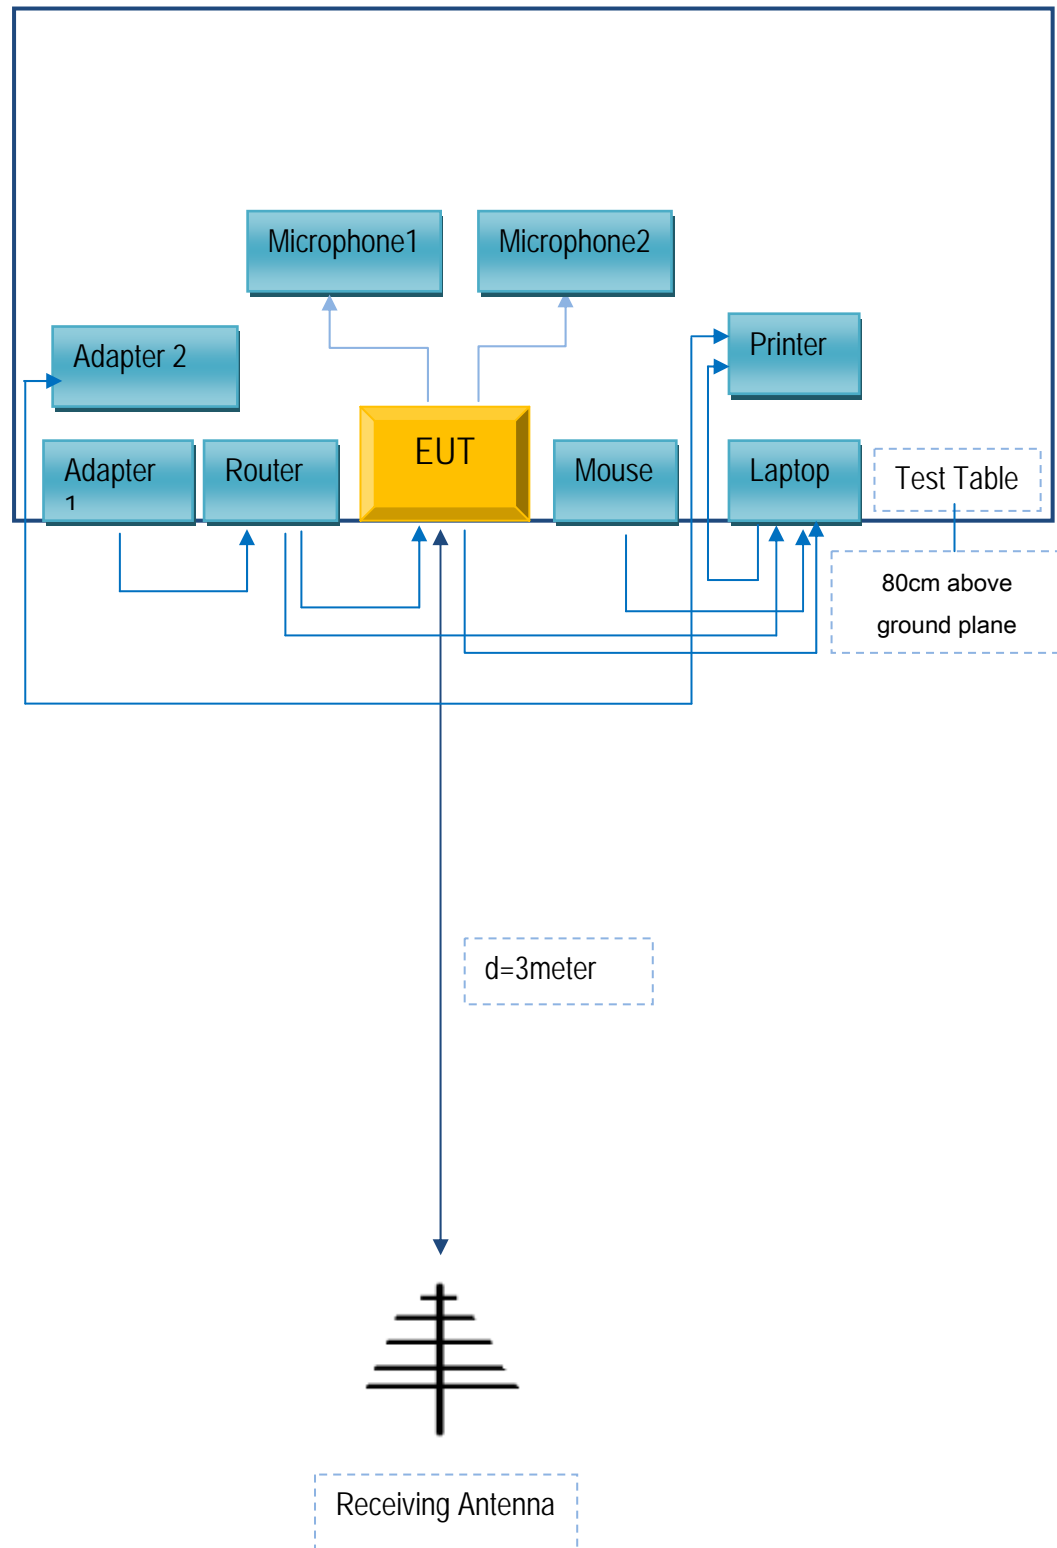 Microphone1
Microphone2
Adapter 2
Printer
EUT
Adapter
1
Router
Mouse
Laptop
Test Table
80cm above
ground plane
d=3meter
Receiving Antenna